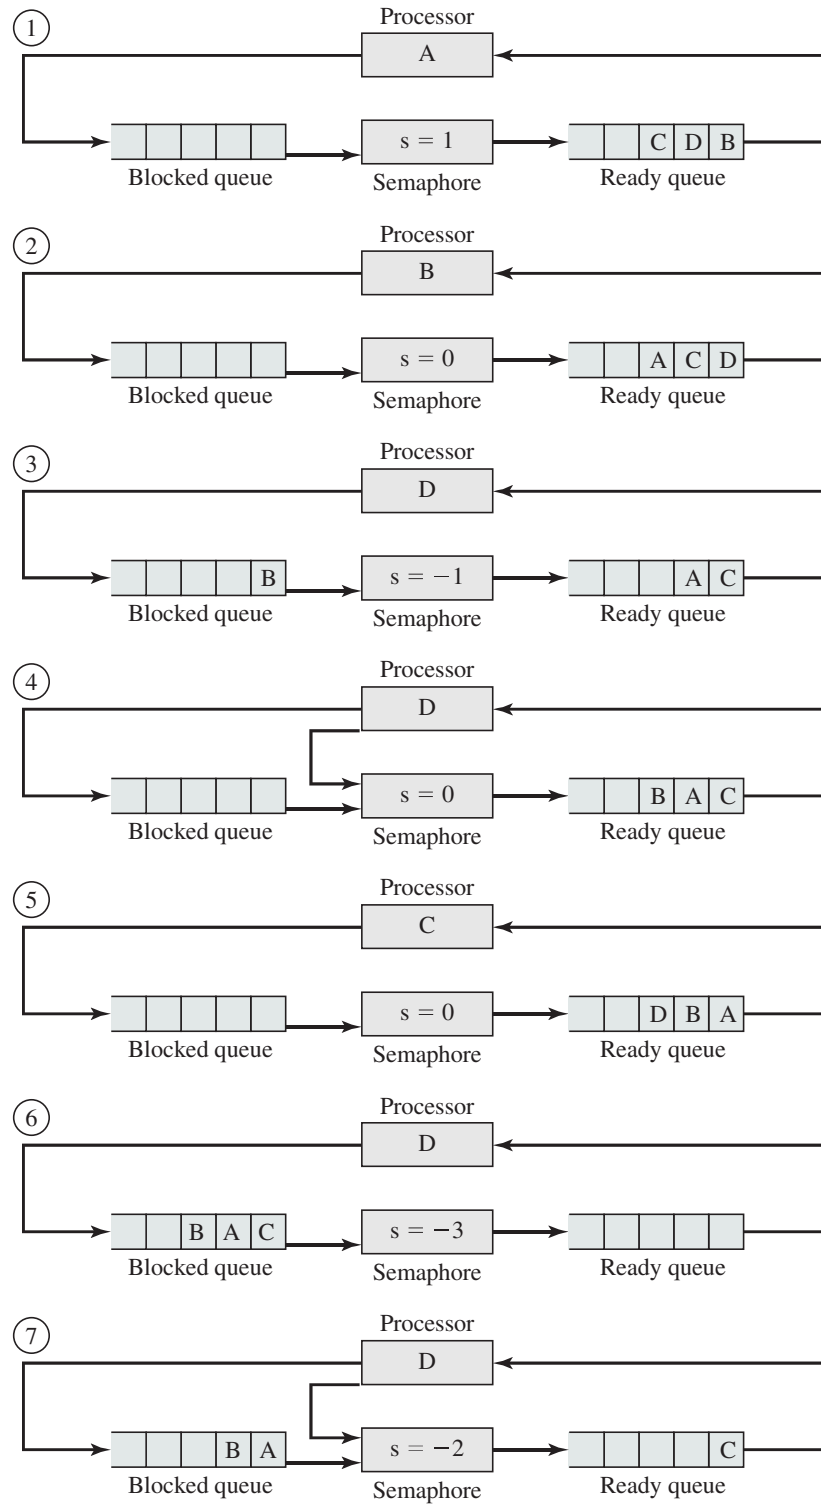 1
Processor
A
s = 1
C D B
Blocked queue
Semaphore
Ready queue
2
Processor
B
s = 0
A C D
Blocked queue
Semaphore
Ready queue
3
Processor
D
B
s = −1
A C
Blocked queue
Semaphore
Ready queue
4
Processor
D
s = 0
B A C
Blocked queue
Semaphore
Ready queue
5
Processor
C
s = 0
D B A
Blocked queue
Semaphore
Ready queue
6
Processor
D
B A C
s = −3
Blocked queue
Semaphore
Ready queue
7
Processor
D
B A
s = −2
C
Blocked queue
Semaphore
Ready queue